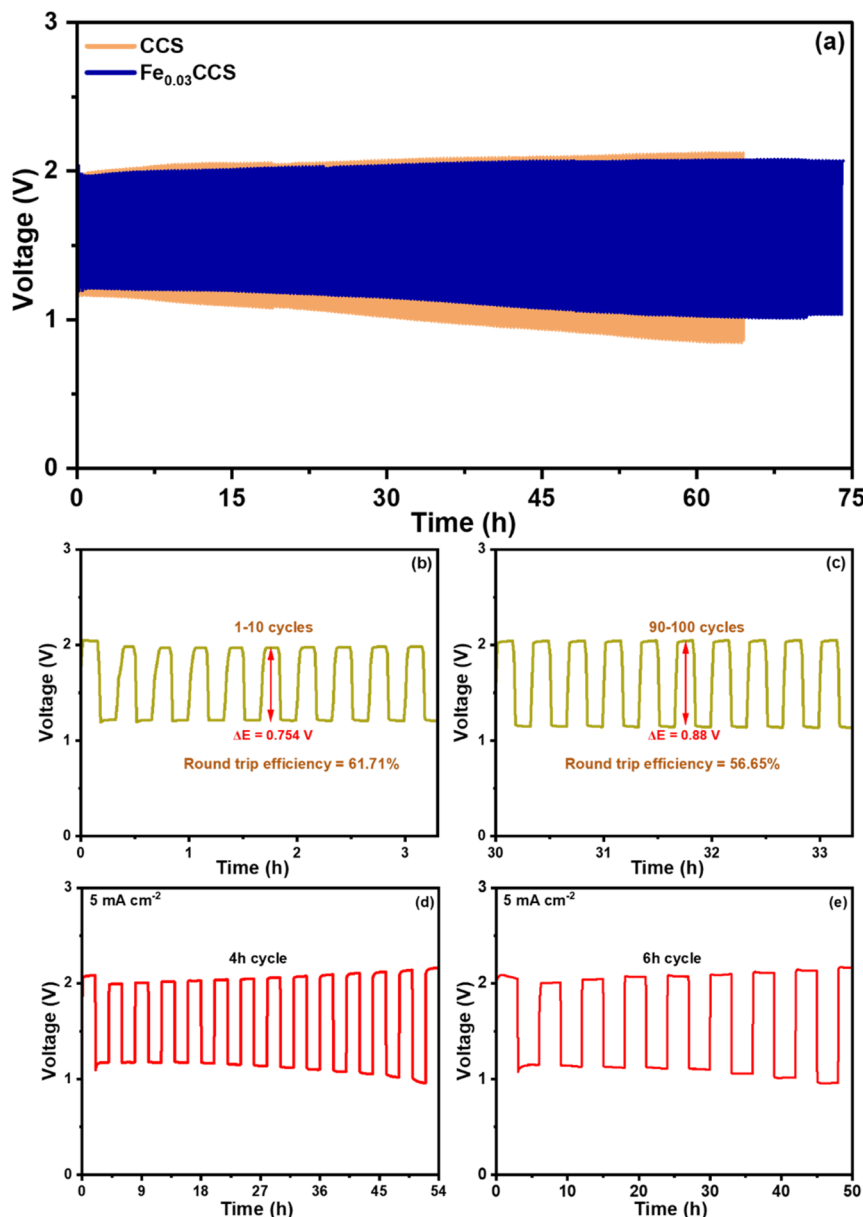 (a)
CCS
Fe0.03CCS
Voltage (V)
3
2
1
0
0 15 30 45 60 75
Time (h)
(b)
1-10 cycles
ΔE = 0.754 V
Round trip efficiency = 61.71%
Voltage (V)
3
2
1
0
0 1 2 3
Time (h)
(c)
90-100 cycles
ΔE = 0.88 V
Round trip efficiency = 56.65%
Voltage (V)
3
2
1
0
30 31 32 33
Time (h)
5 mA cm-2 (d)
4h cycle
Voltage (V)
3
2
1
0
0 9 18 27 36 45 54
Time (h)
5 mA cm-2 (e)
6h cycle
Voltage (V)
3
2
1
0
0 10 20 30 40 50
Time (h)